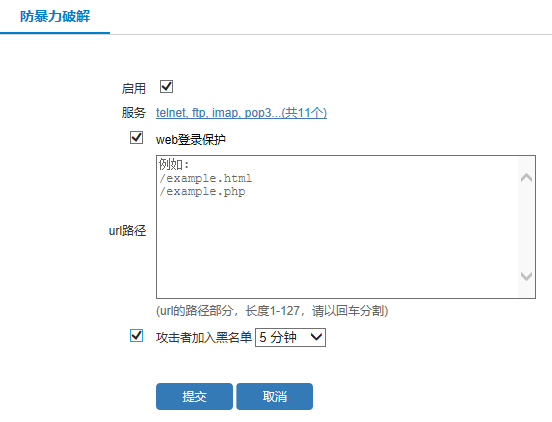 防暴力破解
启用
服务 telnet, ftp, imap, pop3...(共11个)
web登录保护
例如:
/example.html
/example.php
url路径
(url的路径部分，长度1-127，请以回车分割)
攻击者加入黑名单 5 分钟
提交 取消